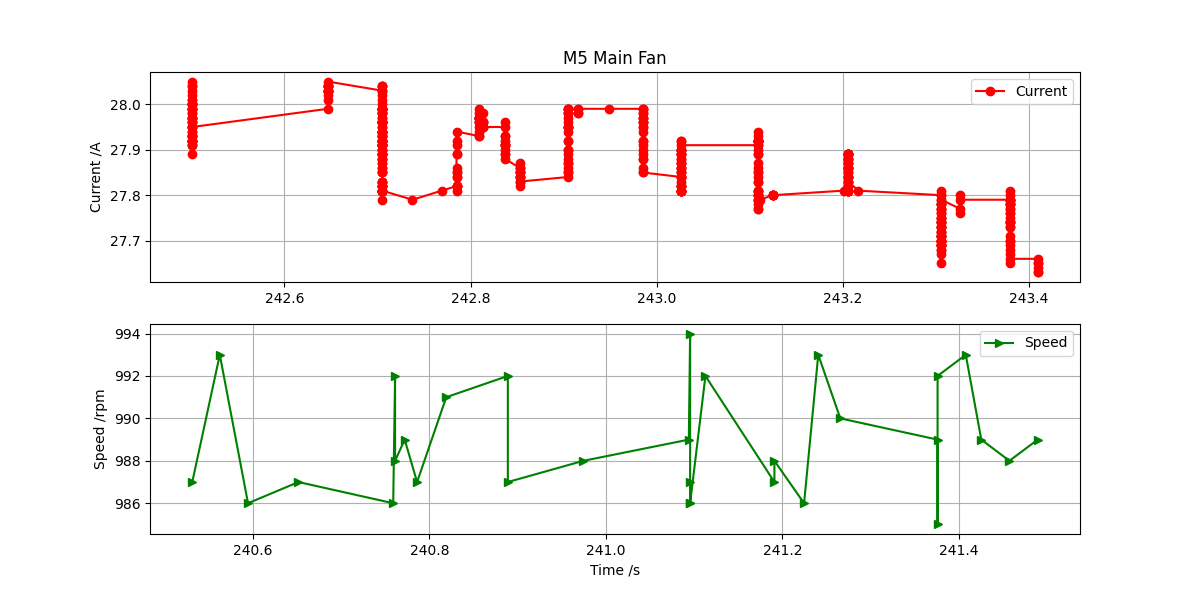 M5 Main Fan
Current /A
28.0
27.9
27.8
27.7
Current
242.6 242.8 243.0 243.2 243.4
Speed /rpm
994
992
990
988
986
Speed
240.6 240.8 241.0 241.2 241.4
Time /s